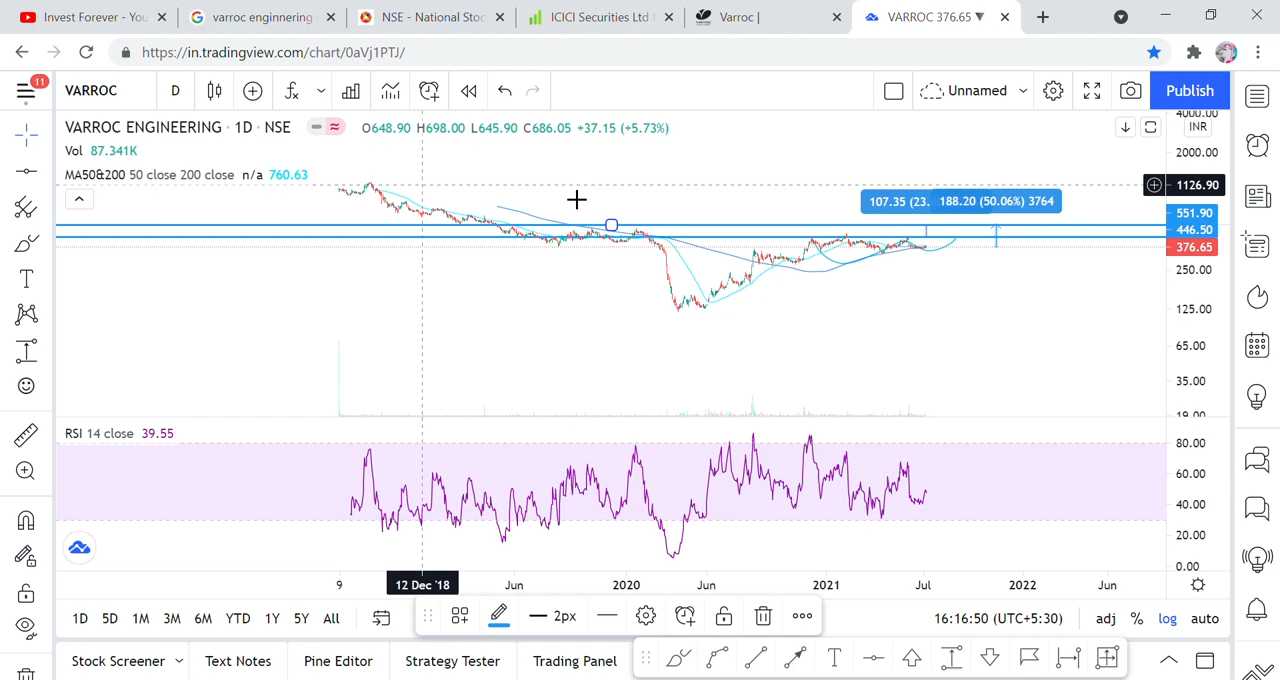 Invest Forever - You
varroc enginnering
NSE - National Stoc
ICICI Securities Ltd f
Varroc |
VARROC 376.65 ▼
https://in.tradingview.com/chart/0aVj1PTJ/
11
VARROC
D
Unnamed
Publish
VARROC ENGINEERING · 1D · NSE
O648.90 H698.00 L645.90 C686.05 +37.15 (+5.73%)
Vol 87.341K
MA50&200 50 close 200 close n/a 760.63
INR
4000.00
2000.00
1126.90
107.35 (23.
188.20 (50.06%) 3764
551.90
446.50
376.65
250.00
125.00
65.00
35.00
19.00
RSI 14 close 39.55
80.00
60.00
40.00
20.00
0.00
9
12 Dec '18
Jun
2020
Jun
2021
Jul
2022
Jun
1D 5D 1M 3M 6M YTD 1Y 5Y All
2px
16:16:50 (UTC+5:30)
adj % log auto
Stock Screener
Text Notes
Pine Editor
Strategy Tester
Trading Panel